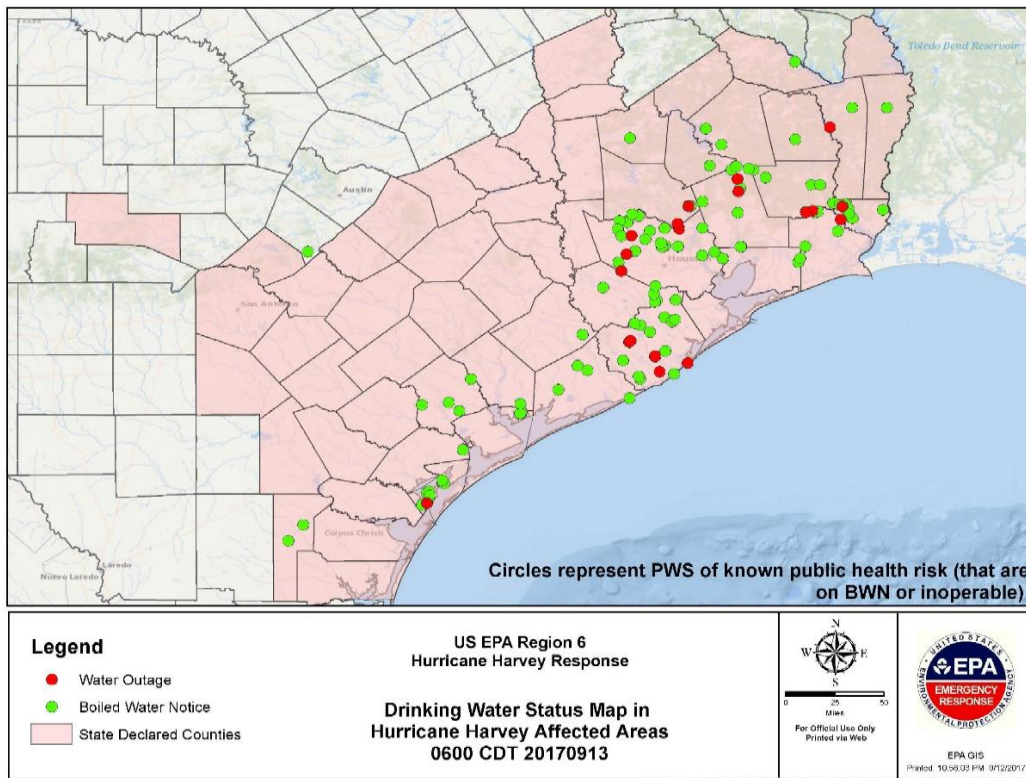 Toledo Bend Reservoir
Austin
Houston
San Antonio
Corpus Christi
Laredo
Nuevo Laredo
Circles represent PWS of known public health risk (that are
on BWN or inoperable)
Legend
Water Outage
Boiled Water Notice
State Declared Counties
US EPA Region 6
Hurricane Harvey Response
Drinking Water Status Map in
Hurricane Harvey Affected Areas
0600 CDT 20170913
N
W E
S
0 25 50
Miles
For Official Use Only
Printed via Web
UNITED STATES
EPA
EMERGENCY
RESPONSE
ENVIRONMENTAL PROTECTION AGENCY
EPA GIS
Printed 10:58:03 PM 9/12/2017